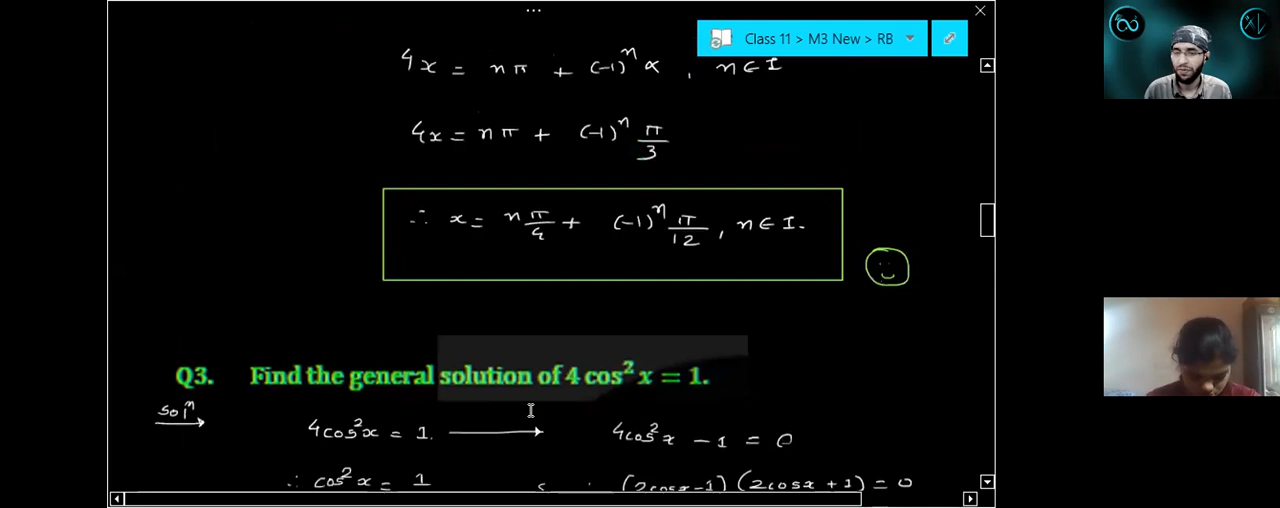 Class 11 > M3 New > RB
4x = nπ + (-1)ⁿ α , n ∈ I
4x = nπ + (-1)ⁿ π/3
∴ x = n π/4 + (-1)ⁿ π/12 , n ∈ I.
Q3. Find the general solution of 4 cos² x = 1.
solⁿ
4cos²x = 1. ⟶ 4cos²x - 1 = 0
∴ cos²x = 1 (2cosx-1) (2cosx + 1) = 0